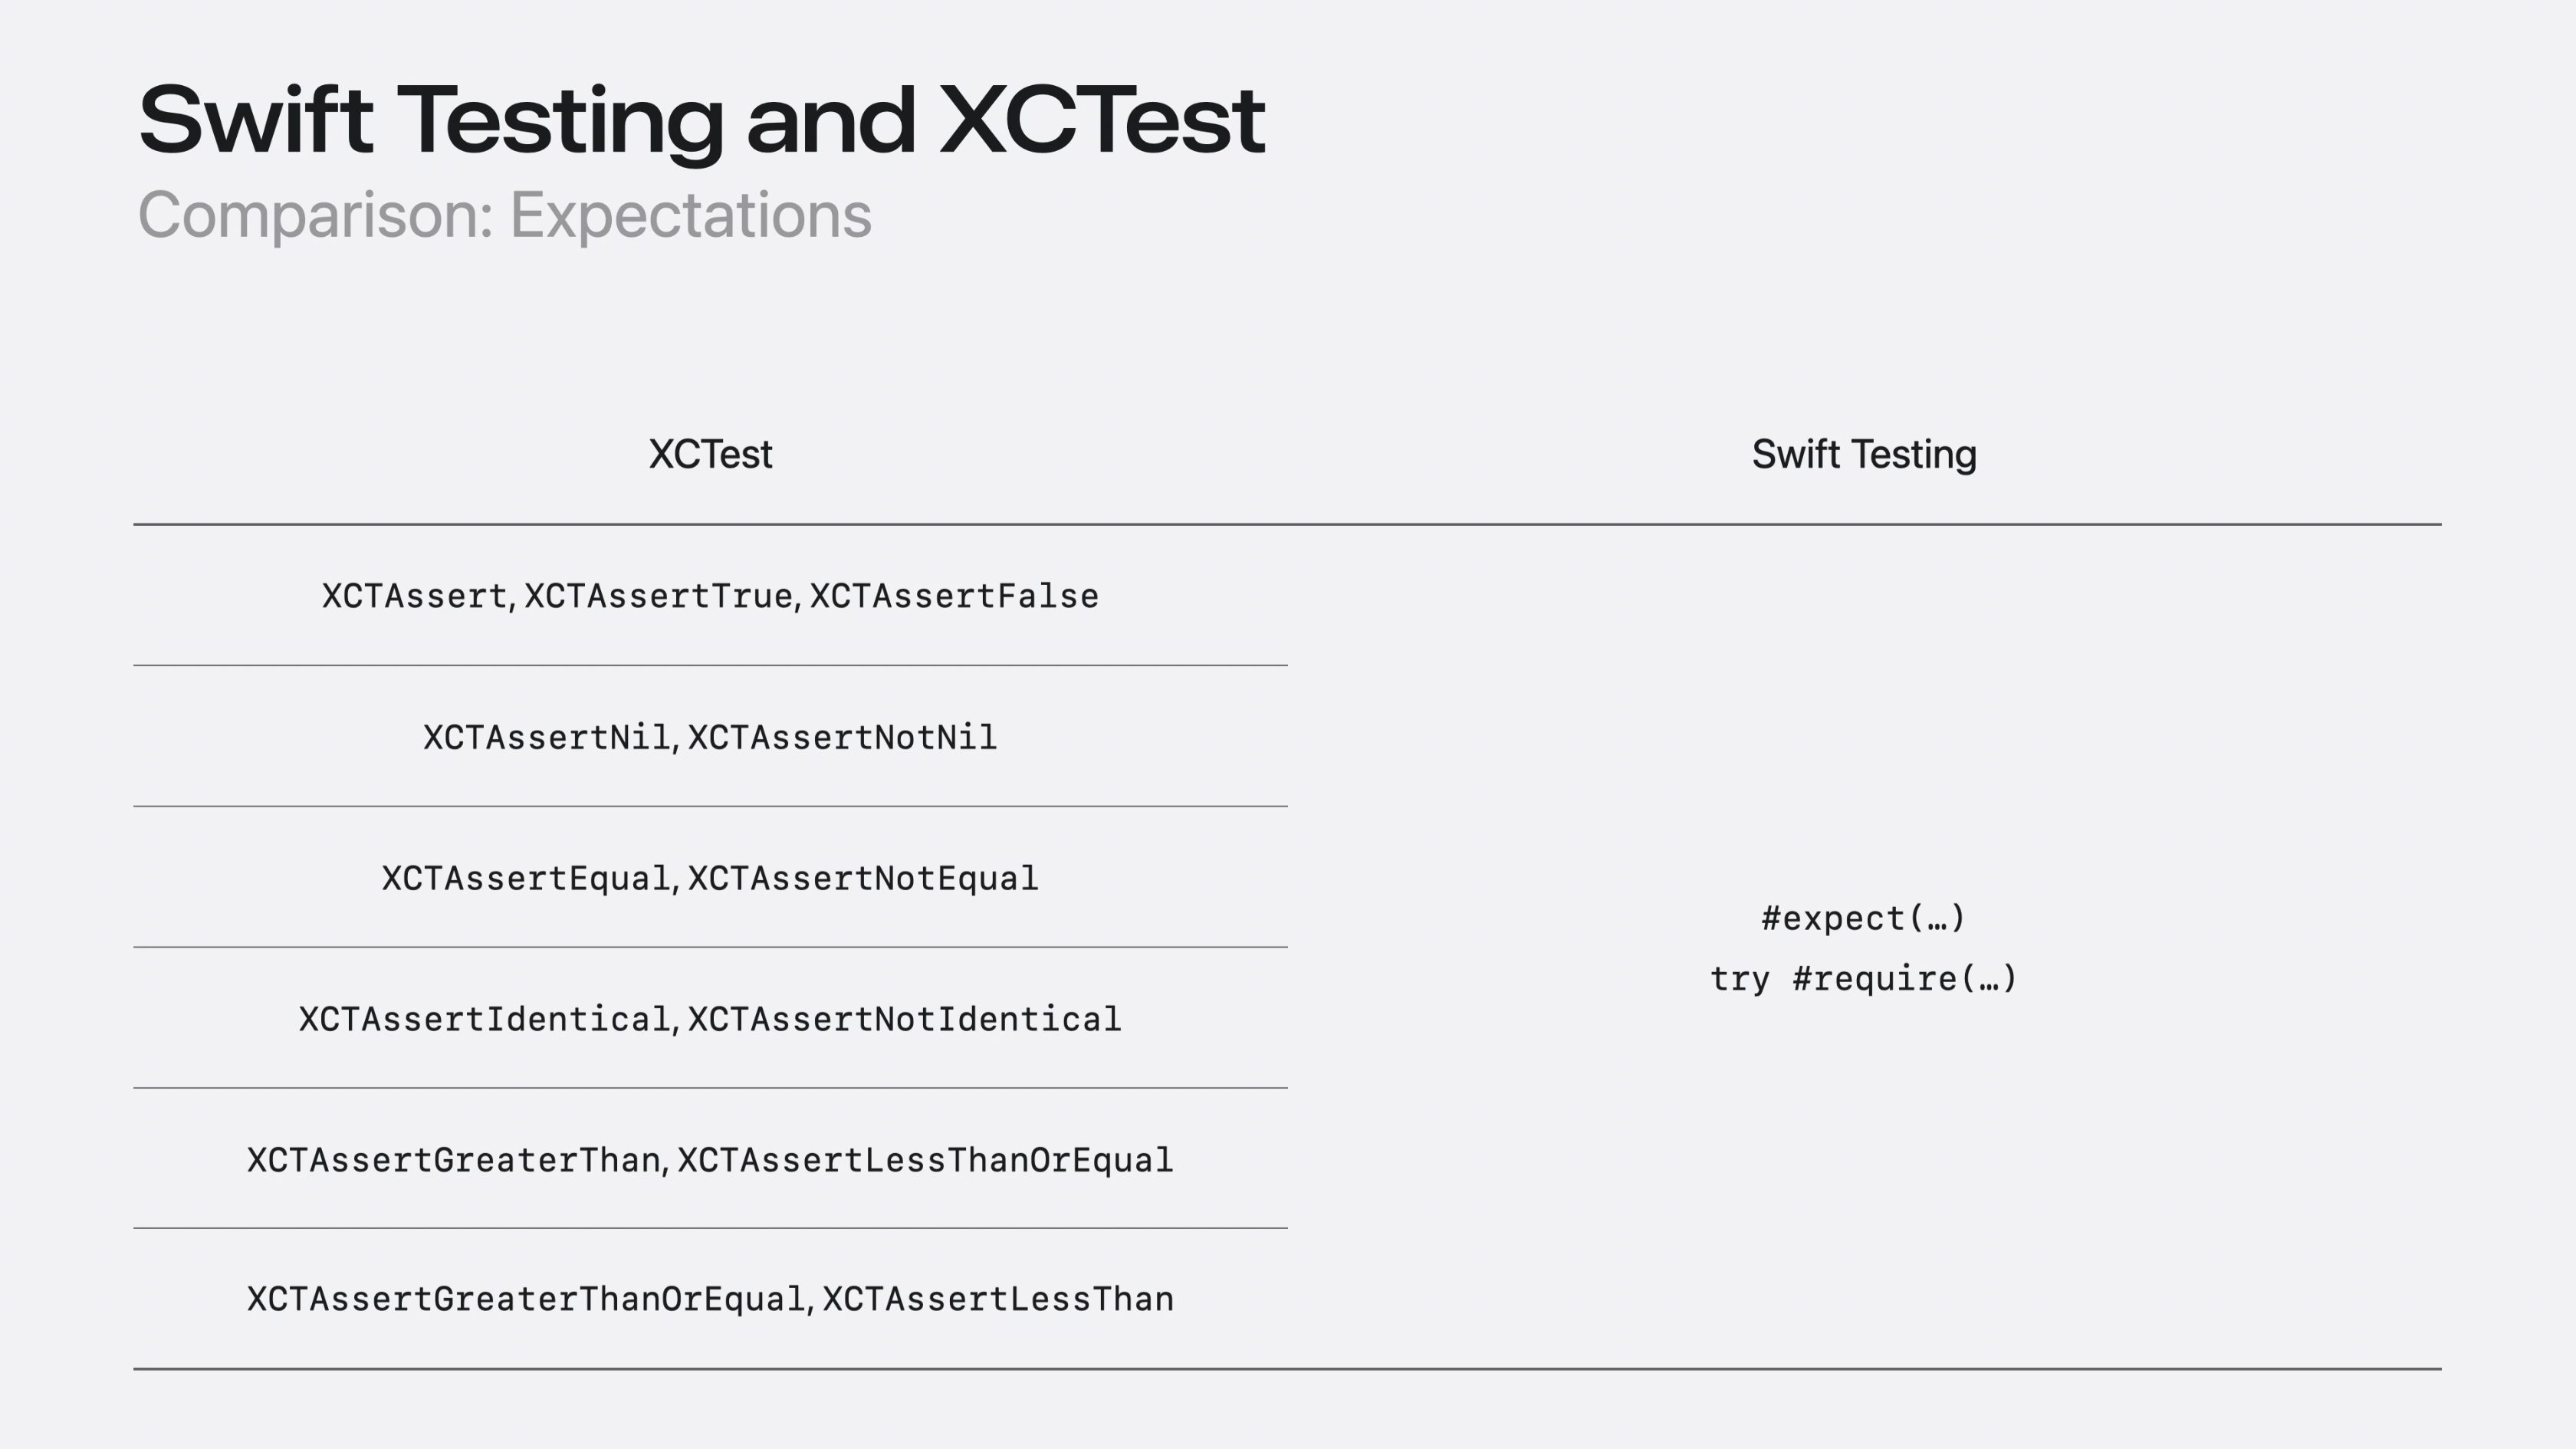 Swift Testing and XCTest
Comparison: Expectations
XCTest
Swift Testing
XCTAssert, XCTAssertTrue, XCTAssertFalse
XCTAssertNil, XCTAssertNotNil
XCTAssertEqual, XCTAssertNotEqual
XCTAssertIdentical, XCTAssertNotIdentical
XCTAssertGreaterThan, XCTAssertLessThanOrEqual
XCTAssertGreaterThanOrEqual, XCTAssertLessThan
#expect(…)
try #require(…)